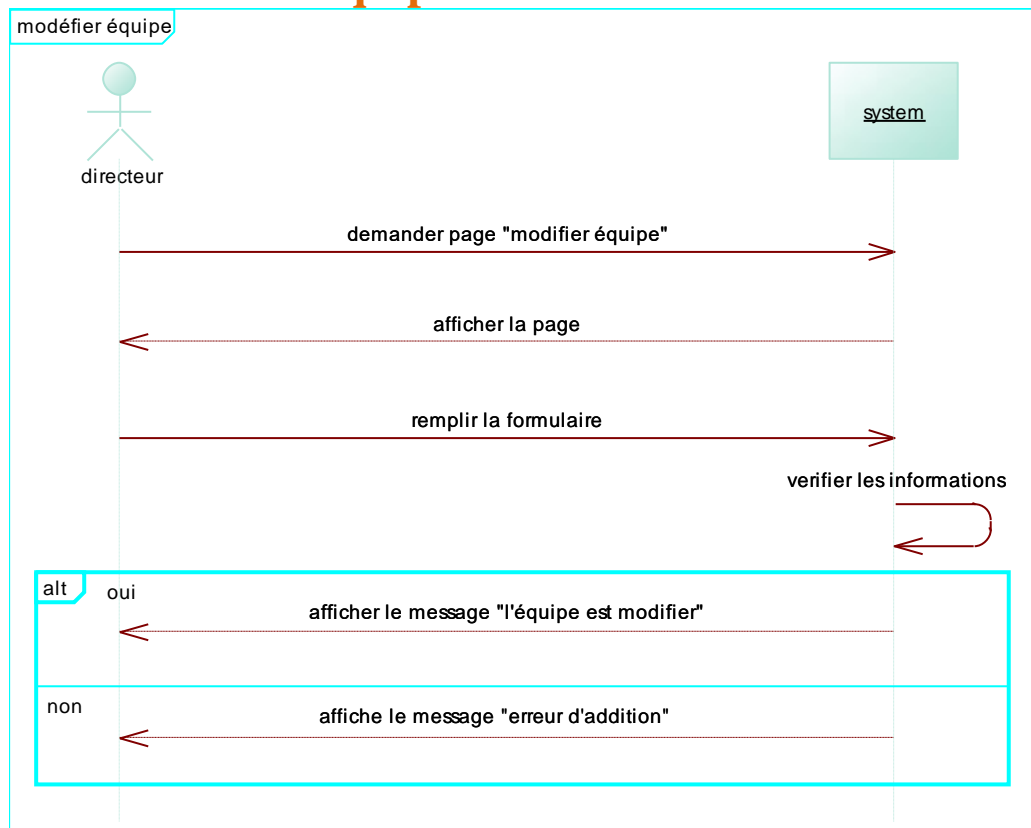 modéfier équipe
system
directeur
demander page "modifier équipe"
afficher la page
remplir la formulaire
verifier les informations
alt
oui
afficher le message "l'équipe est modifier"
non
affiche le message "erreur d'addition"